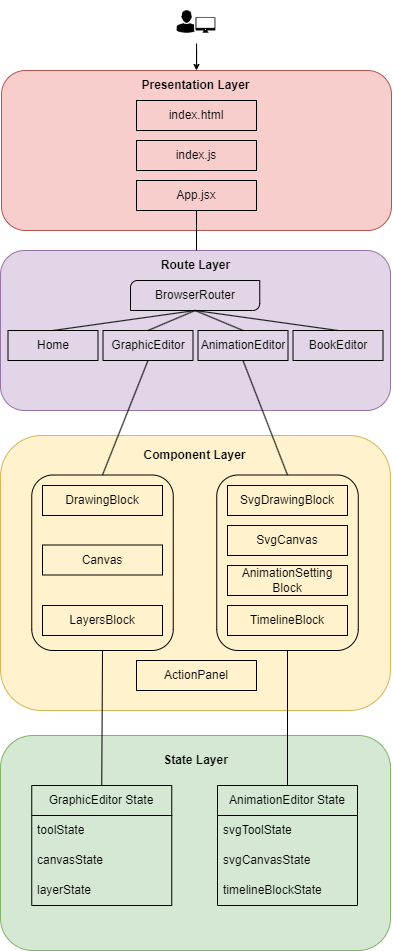 Presentation Layer
index.html
index.js
App.jsx
Route Layer
BrowserRouter
Home
GraphicEditor
AnimationEditor
BookEditor
Component Layer
DrawingBlock
Canvas
LayersBlock
SvgDrawingBlock
SvgCanvas
AnimationSetting
Block
TimelineBlock
ActionPanel
State Layer
GraphicEditor State
toolState
canvasState
layerState
AnimationEditor State
svgToolState
svgCanvasState
timelineBlockState